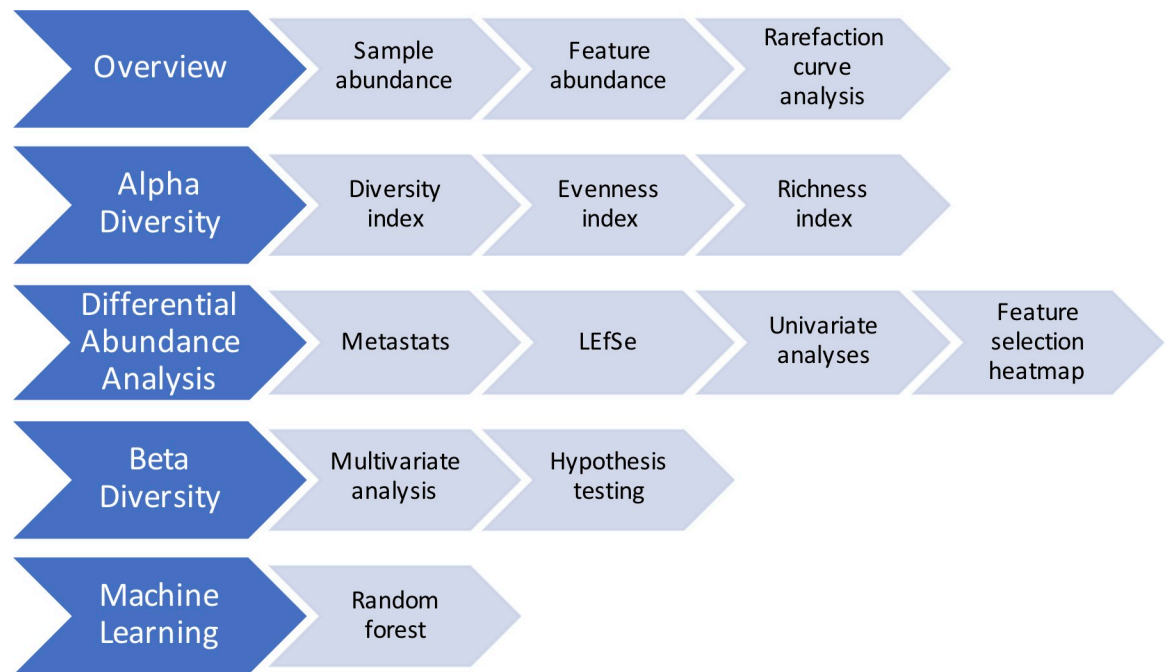 Overview
Sample
abundance
Feature
abundance
Rarefaction
curve
analysis
Alpha
Diversity
Diversity
index
Evenness
index
Richness
index
Differential
Abundance
Analysis
Metastats
LEfSe
Univariate
analyses
Feature
selection
heatmap
Beta
Diversity
Multivariate
analysis
Hypothesis
testing
Machine
Learning
Random
forest